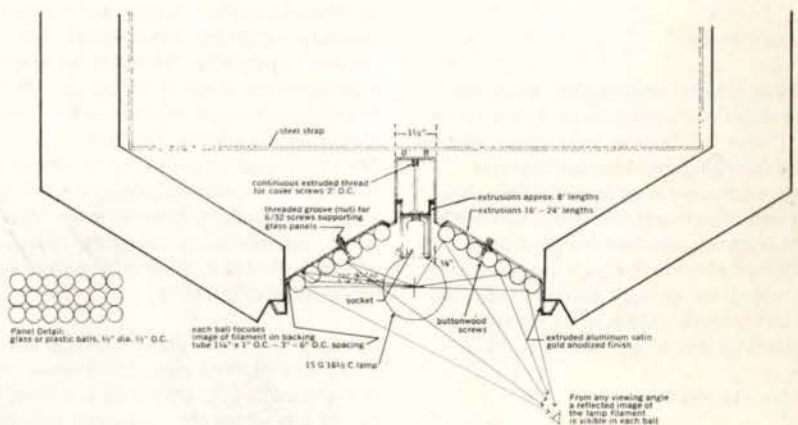 steel strap
1½"
continuous extruded thread
for cover screws 2' D.C.
threaded groove (nut) for
6/32 screws supporting
glass panels
extrusions approx. 8' lengths
extrusions 16' – 24' lengths
⅛"
socket
buttonwood
screws
Panel Detail:
glass or plastic balls, ½" dia. ½" D.C.
each ball focuses
image of filament on backing
tube 1¼" x 1" O.C. – 3" – 6" D.C. spacing
15 G 16½ C lamp
extruded aluminum satin
gold anodized finish
From any viewing angle
a reflected image of
the lamp filament
is visible in each ball